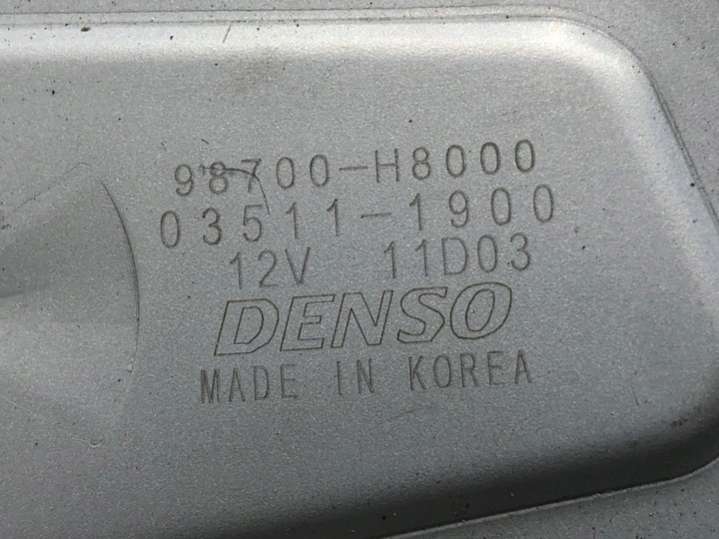 98700-H8000
03511-1900
12V 11D03
DENSO
MADE IN KOREA